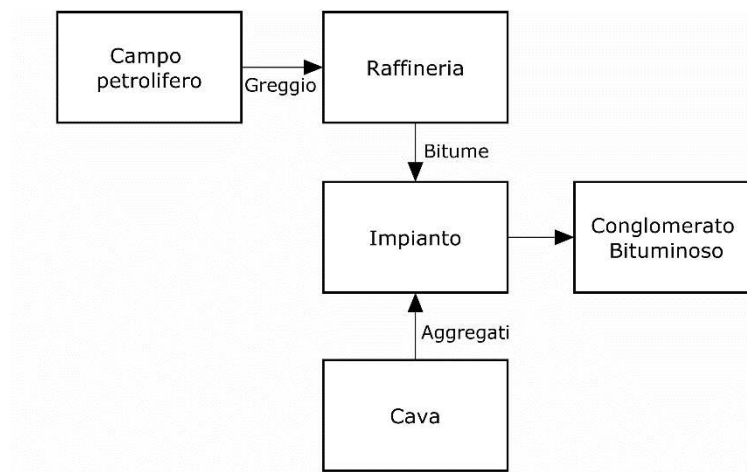 Campo
petrolifero
Greggio
Raffineria
Bitume
Impianto
Conglomerato
Bituminoso
Aggregati
Cava